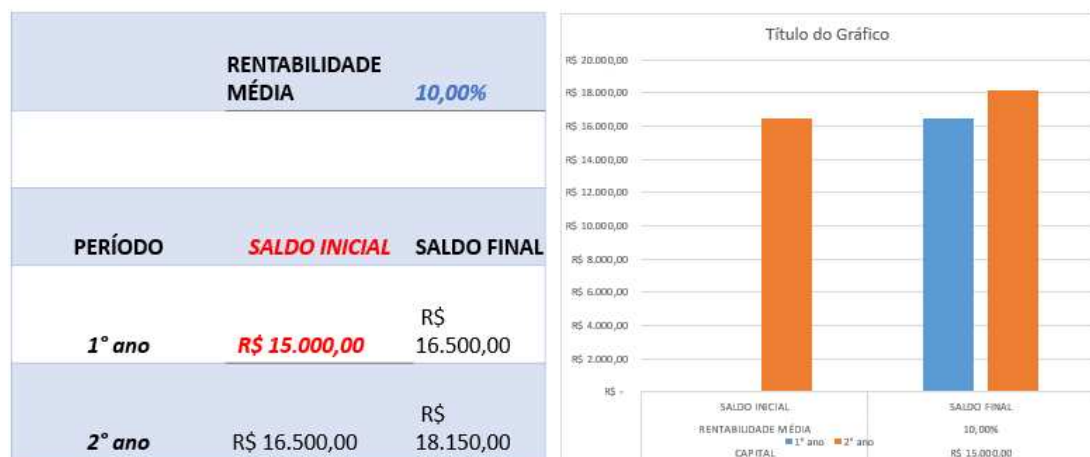 RENTABILIDADE
MÉDIA
10,00%
PERÍODO
SALDO INICIAL
SALDO FINAL
1° ano
R$ 15.000,00
R$
16.500,00
2° ano
R$ 16.500,00
R$
18.150,00
Título do Gráfico
R$ 20.000,00
R$ 18.000,00
R$ 16.000,00
R$ 14.000,00
R$ 12.000,00
R$ 10.000,00
R$ 8.000,00
R$ 6.000,00
R$ 4.000,00
R$ 2.000,00
R$ -
SALDO INICIAL
SALDO FINAL
RENTABILIDADE MÉDIA
10,00%
1° ano
2° ano
CAPITAL
R$ 15.000,00